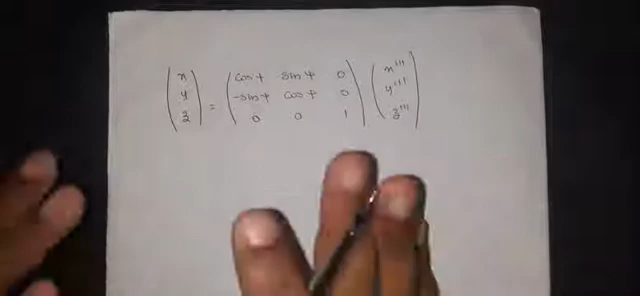 x cos ψ sin ψ 0 x'''
y = -sin ψ cos ψ 0 y'''
z 0 0 1 z'''